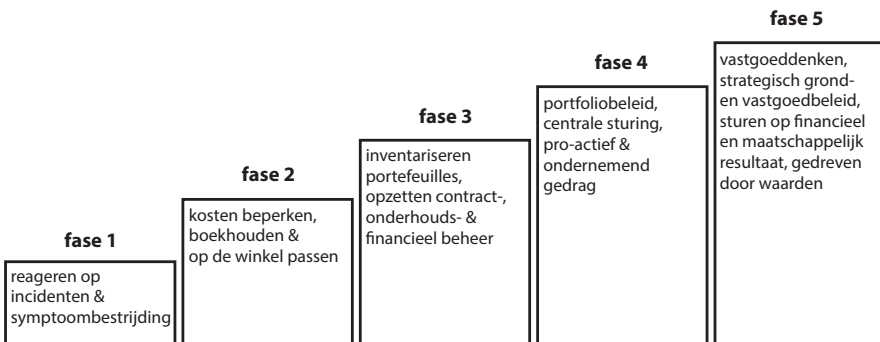 fase 1
reageren op
incidenten &
symptoombestrijding
fase 2
kosten beperken,
boekhouden &
op de winkel passen
fase 3
inventariseren
portefeuilles,
opzetten contract-,
onderhouds- &
financieel beheer
fase 4
portfoliobeleid,
centrale sturing,
pro-actief &
ondernemend
gedrag
fase 5
vastgoeddenken,
strategisch grond-
en vastgoedbeleid,
sturen op financieel
en maatschappelijk
resultaat, gedreven
door waarden